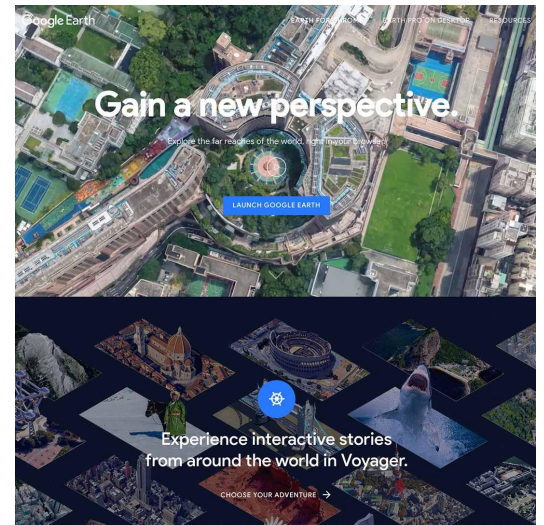 Google Earth
EARTH FOR CHROME
EARTH PRO ON DESKTOP
RESOURCES
Gain a new perspective.
Explore the far reaches of the world, right in your browser.
LAUNCH GOOGLE EARTH
Experience interactive stories
from around the world in Voyager.
CHOOSE YOUR ADVENTURE